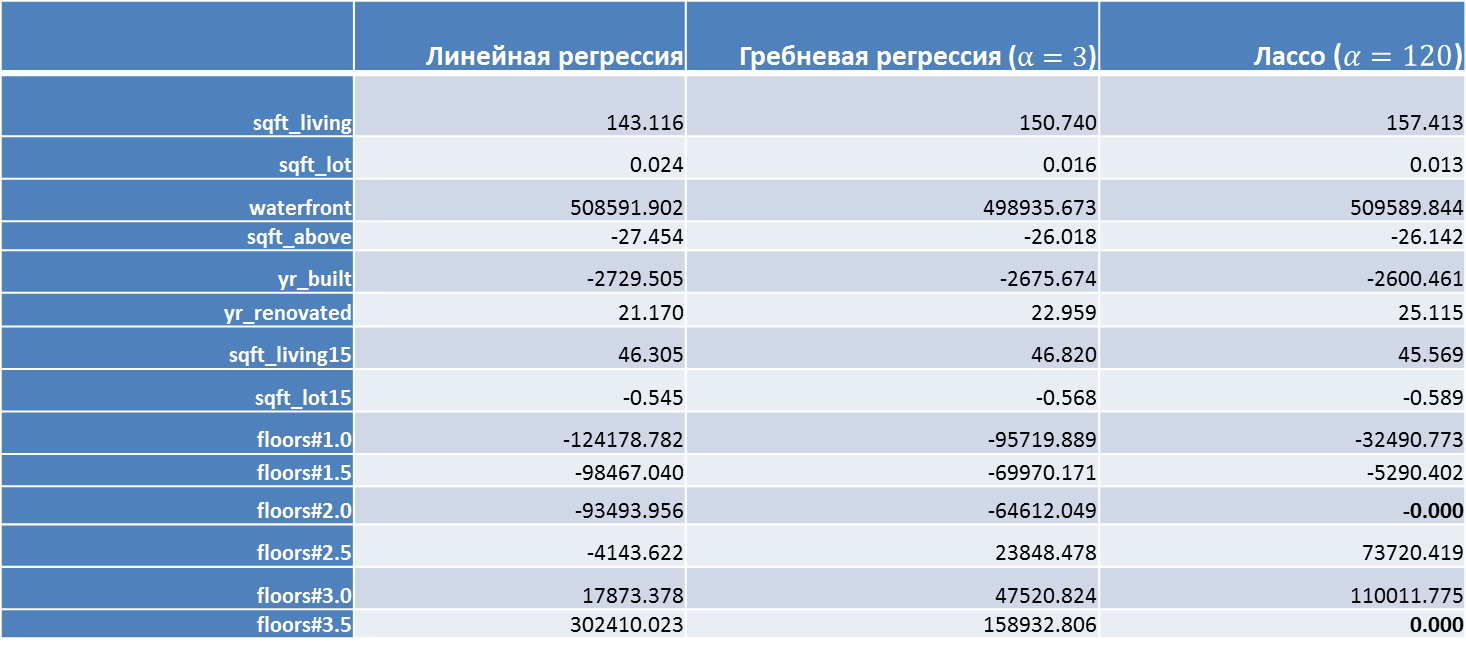 Линейная регрессия Гребневая регрессия (α = 3) Лассо (α = 120)
sqft_living 143.116 150.740 157.413
sqft_lot 0.024 0.016 0.013
waterfront 508591.902 498935.673 509589.844
sqft_above -27.454 -26.018 -26.142
yr_built -2729.505 -2675.674 -2600.461
yr_renovated 21.170 22.959 25.115
sqft_living15 46.305 46.820 45.569
sqft_lot15 -0.545 -0.568 -0.589
floors#1.0 -124178.782 -95719.889 -32490.773
floors#1.5 -98467.040 -69970.171 -5290.402
floors#2.0 -93493.956 -64612.049 -0.000
floors#2.5 -4143.622 23848.478 73720.419
floors#3.0 17873.378 47520.824 110011.775
floors#3.5 302410.023 158932.806 0.000